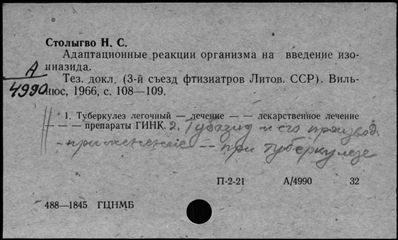 Столыгво Н. С.
Адаптационные реакции организма на введение изо-
ниазида.
А
4990
Тез. докл. (3-й съезд фтизиатров Литов. ССР). Виль-
нюс, 1966, с. 108—109.
1. Туберкулез легочный — лечение — — лекарственное лечение
— — — препараты ГИНК. 2. Тубазид и его производ.
- применение — при туберкулезе
П-2-21 А/4990 32
488—1845 ГЦНМБ